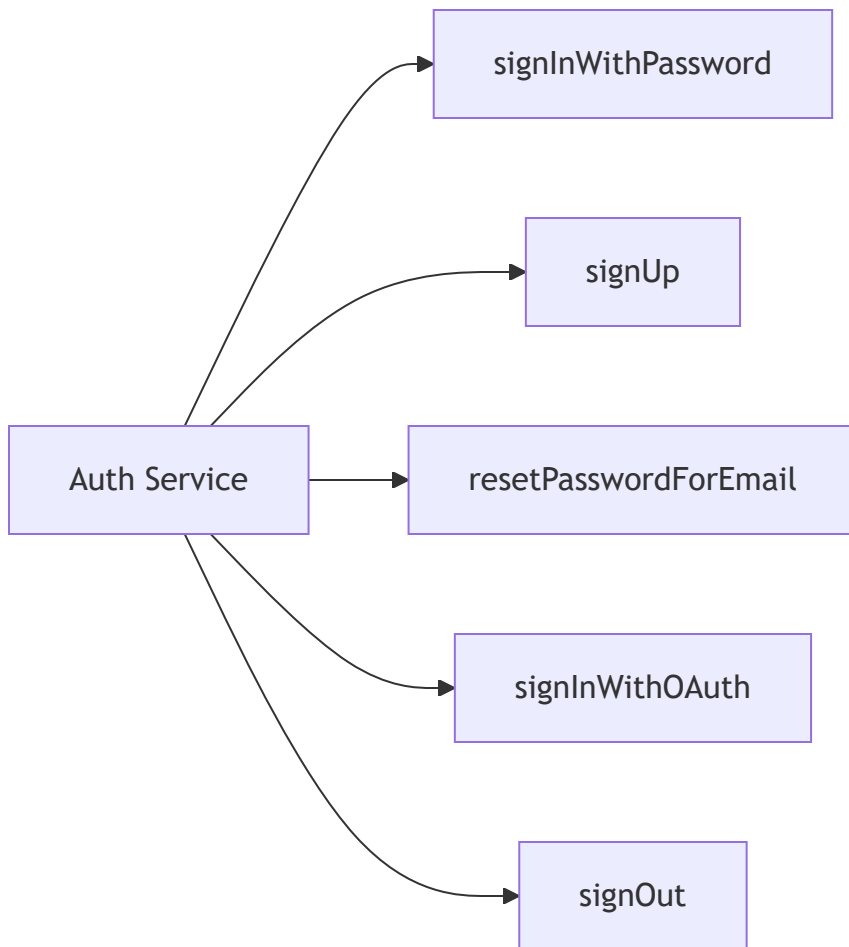 signInWithPassword
signUp
Auth Service
resetPasswordForEmail
signInWithOAuth
signOut